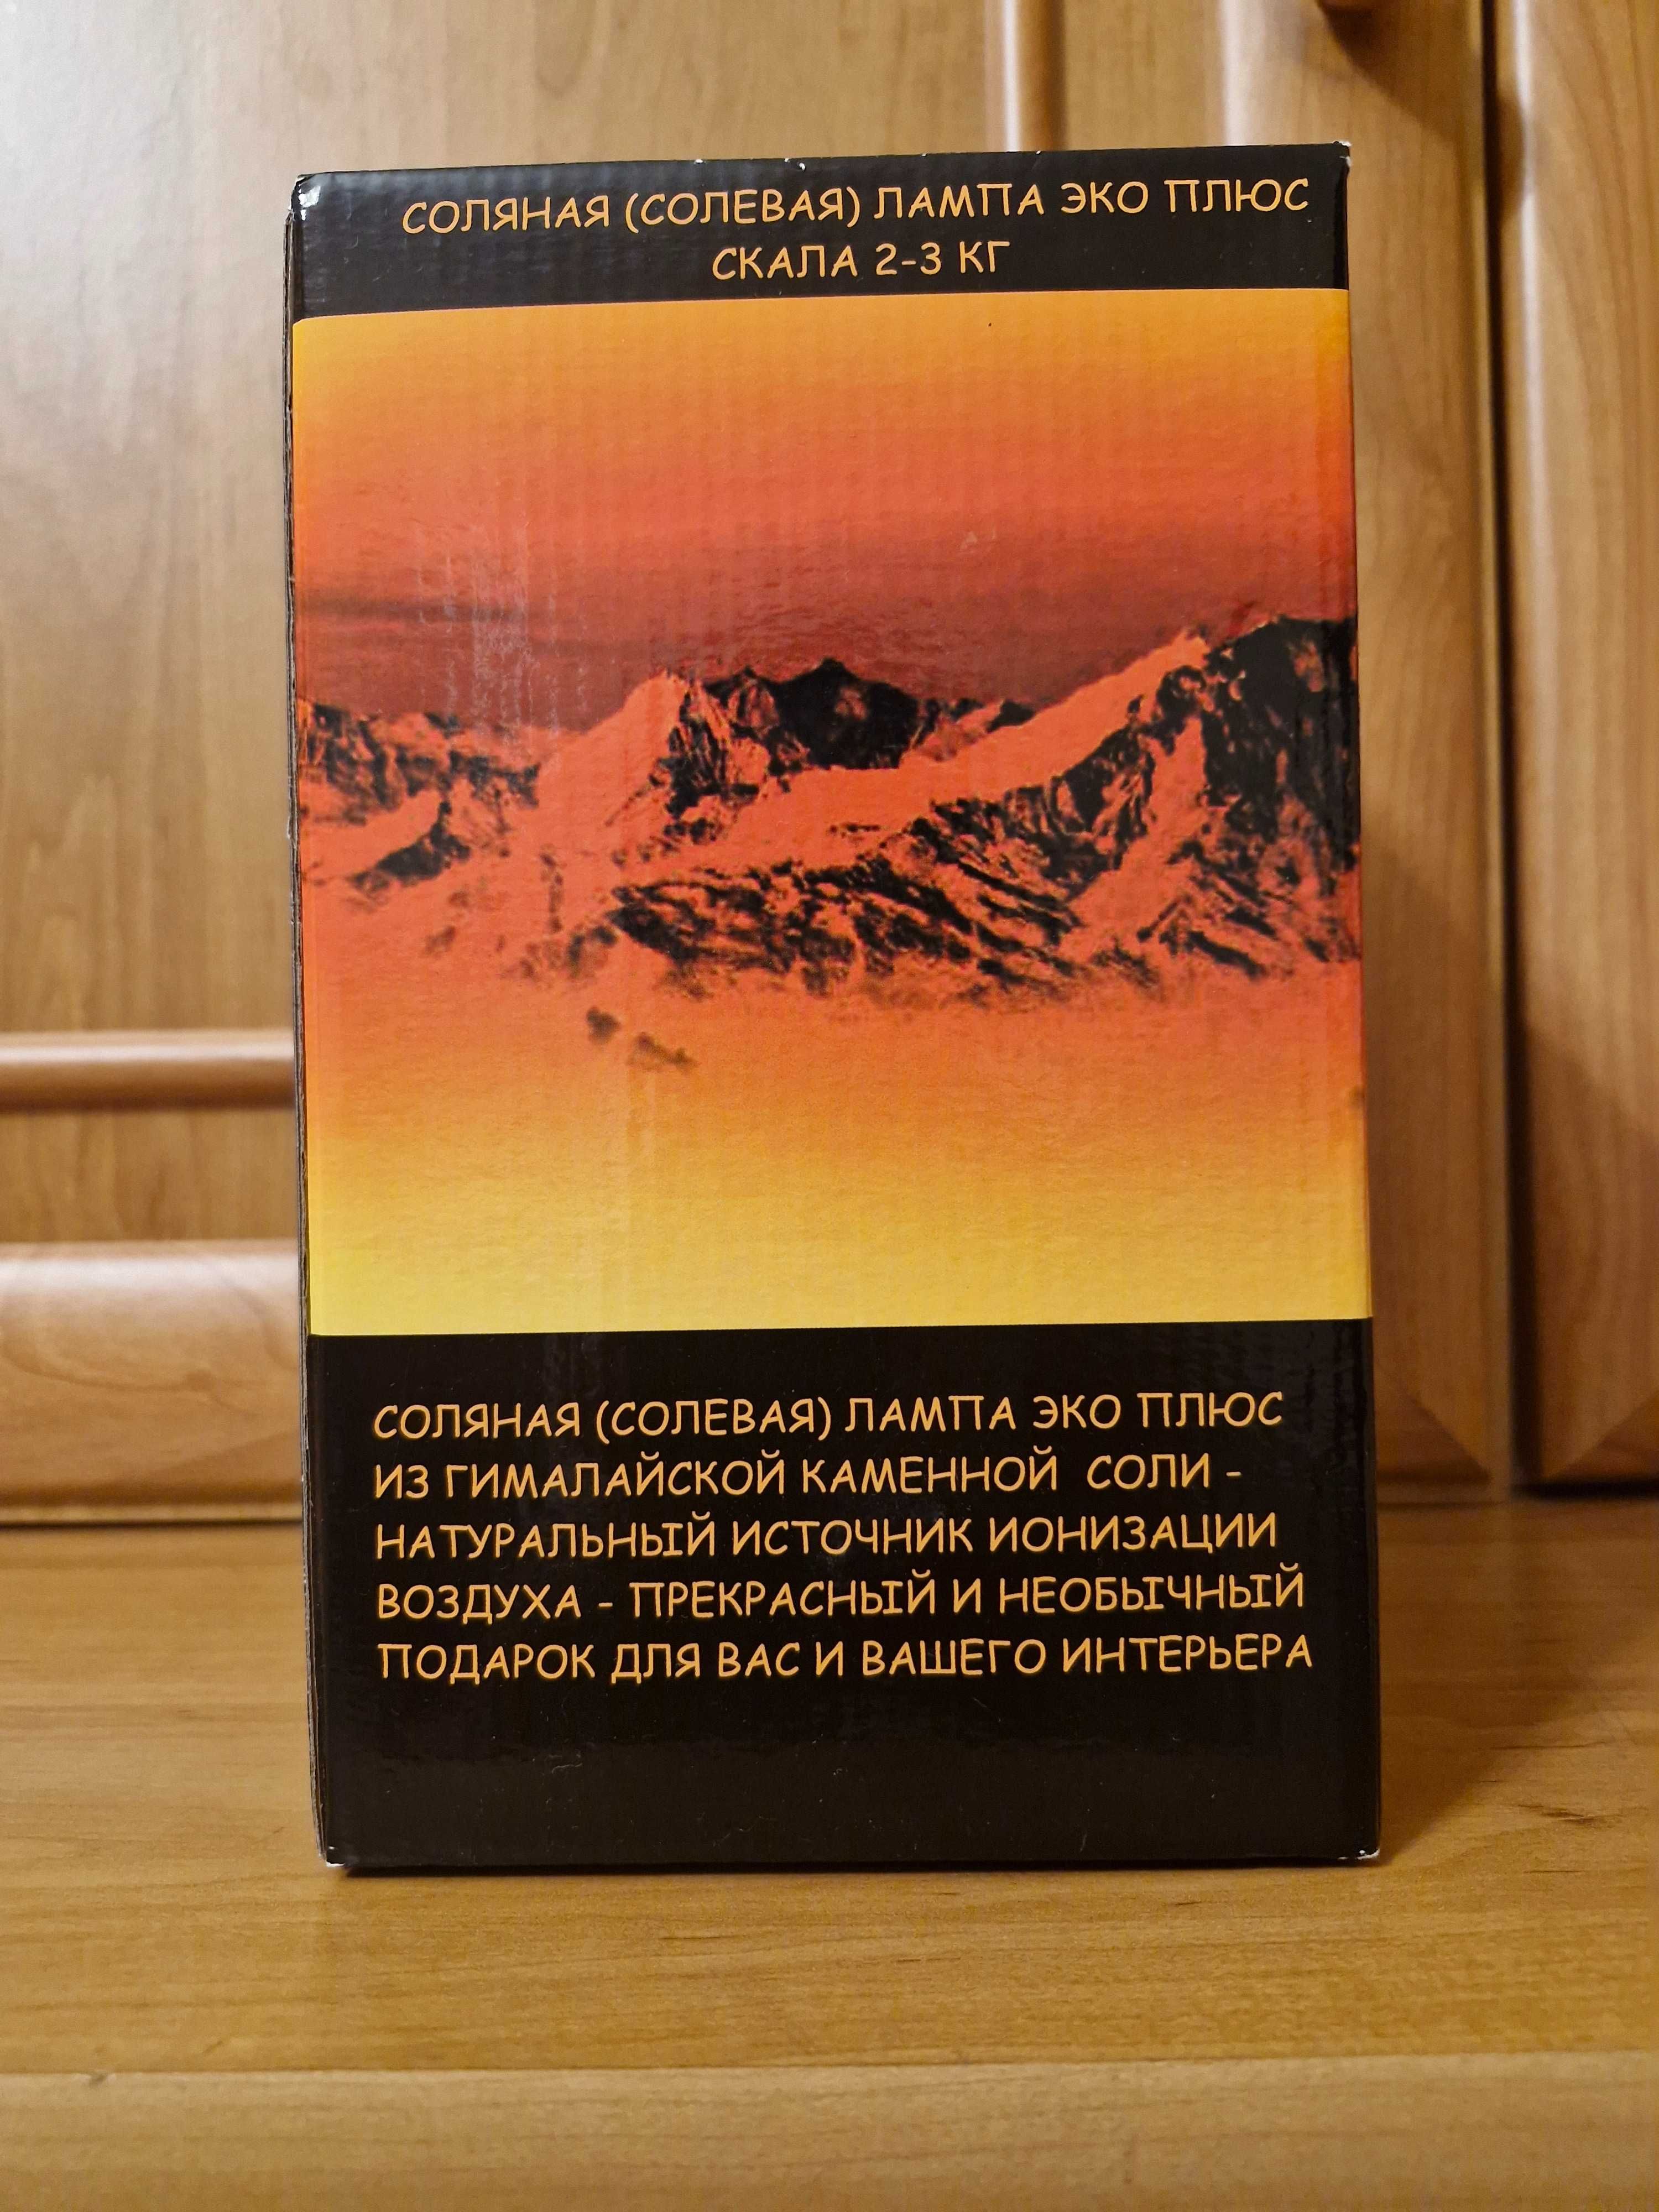 СОЛЯНАЯ (СОЛЕВАЯ) ЛАМПА ЭКО ПЛЮС
СКАЛА 2-3 КГ
СОЛЯНАЯ (СОЛЕВАЯ) ЛАМПА ЭКО ПЛЮС
ИЗ ГИМАЛАЙСКОЙ КАМЕННОЙ СОЛИ -
НАТУРАЛЬНЫЙ ИСТОЧНИК ИОНИЗАЦИИ
ВОЗДУХА - ПРЕКРАСНЫЙ И НЕОБЫЧНЫЙ
ПОДАРОК ДЛЯ ВАС И ВАШЕГО ИНТЕРЬЕРА